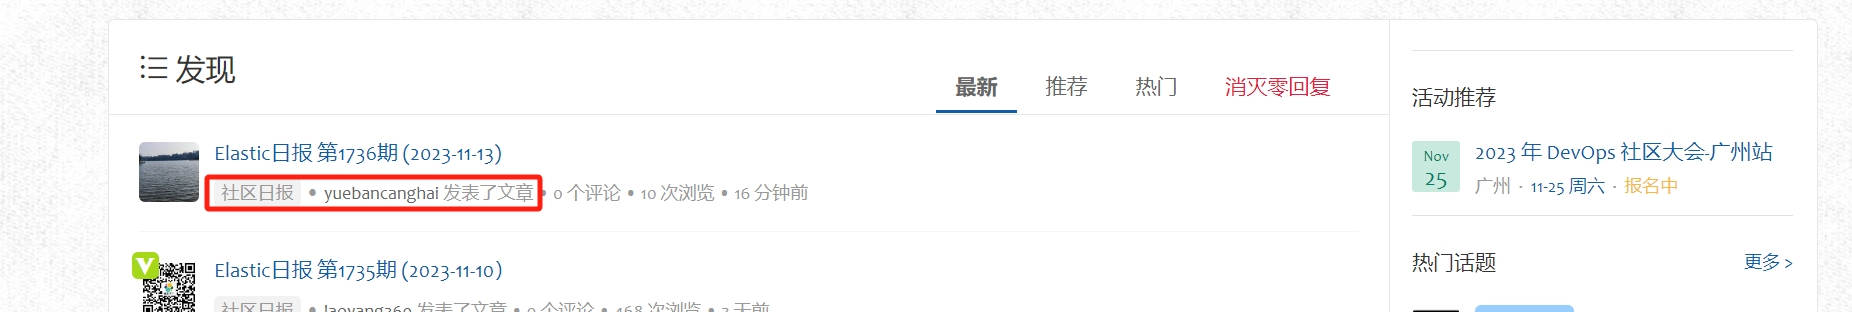 发现
最新 推荐 热门 消灭零回复
Elastic日报 第1736期 (2023-11-13)
社区日报 • yuebancanghai 发表了文章 • 0 个评论 • 10 次浏览 • 16 分钟前
V
Elastic日报 第1735期 (2023-11-10)
社区日报 • laoyang360 发表了文章 • 0 个评论 • 468 次浏览 • 3 天前
活动推荐
Nov
25
2023 年 DevOps 社区大会-广州站
广州 · 11-25 周六 · 报名中
热门话题 更多 >